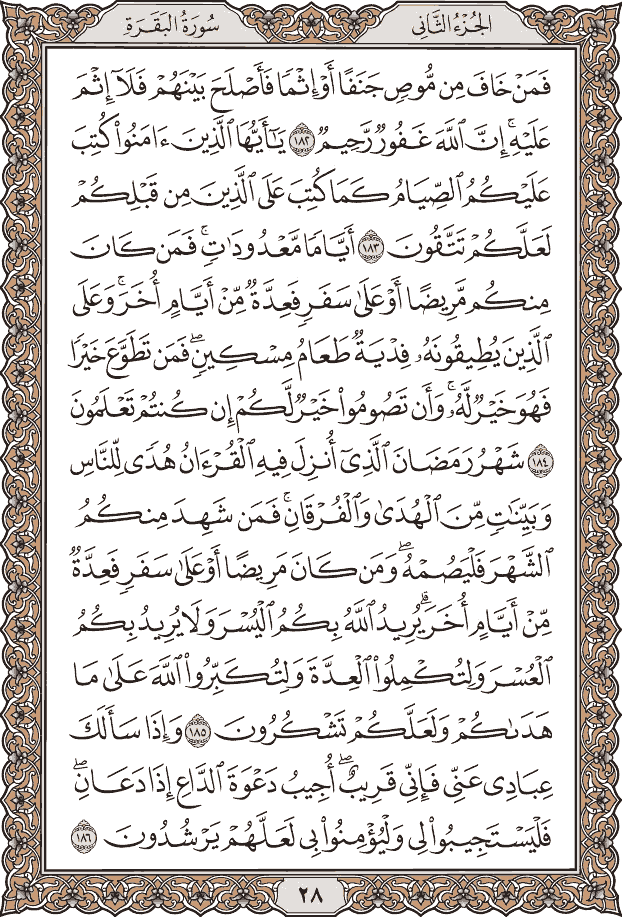 الجُزْءُ الثَّانِي
سُورَةُ البَقَرَةِ
فَمَنْ خَافَ مِن مُّوصٍ جَنَفًا أَوْ إِثْمًا فَأَصْلَحَ بَيْنَهُمْ فَلَآ إِثْمَ
عَلَيْهِۚ إِنَّ ٱللَّهَ غَفُورٌ رَّحِيمٌ ١٨٢ يَـٰٓأَيُّهَا ٱلَّذِينَ ءَامَنُوا۟ كُتِبَ
عَلَيْكُمُ ٱلصِّيَامُ كَمَا كُتِبَ عَلَى ٱلَّذِينَ مِن قَبْلِكُمْ
لَعَلَّكُمْ تَتَّقُونَ ١٨٣ أَيَّامًا مَّعْدُودَٰتٍۚ فَمَن كَانَ
مِنكُم مَّرِيضًا أَوْ عَلَىٰ سَفَرٍ فَعِدَّةٌ مِّنْ أَيَّامٍ أُخَرَۚ وَعَلَى
ٱلَّذِينَ يُطِيقُونَهُۥ فِدْيَةٌ طَعَامُ مِسْكِينٍۖ فَمَن تَطَوَّعَ خَيْرًا
فَهُوَ خَيْرٌ لَّهُۥۚ وَأَن تَصُومُوا۟ خَيْرٌ لَّكُمْ إِن كُنتُمْ تَعْلَمُونَ
١٨٤ شَهْرُ رَمَضَانَ ٱلَّذِىٓ أُنزِلَ فِيهِ ٱلْقُرْءَانُ هُدًى لِّلنَّاسِ
وَبَيِّنَـٰتٍ مِّنَ ٱلْهُدَىٰ وَٱلْفُرْقَانِۚ فَمَن شَهِدَ مِنكُمُ
ٱلشَّهْرَ فَلْيَصُمْهُۖ وَمَن كَانَ مَرِيضًا أَوْ عَلَىٰ سَفَرٍ فَعِدَّةٌ
مِّنْ أَيَّامٍ أُخَرَۗ يُرِيدُ ٱللَّهُ بِكُمُ ٱلْيُسْرَ وَلَا يُرِيدُ بِكُمُ
ٱلْعُسْرَ وَلِتُكْمِلُوا۟ ٱلْعِدَّةَ وَلِتُكَبِّرُوا۟ ٱللَّهَ عَلَىٰ مَا
هَدَىٰكُمْ وَلَعَلَّكُمْ تَشْكُرُونَ ١٨٥ وَإِذَا سَأَلَكَ
عِبَادِى عَنِّى فَإِنِّى قَرِيبٌۖ أُجِيبُ دَعْوَةَ ٱلدَّاعِ إِذَا دَعَانِۖ
فَلْيَسْتَجِيبُوا۟ لِى وَلْيُؤْمِنُوا۟ بِى لَعَلَّهُمْ يَرْشُدُونَ ١٨٦
٢٨